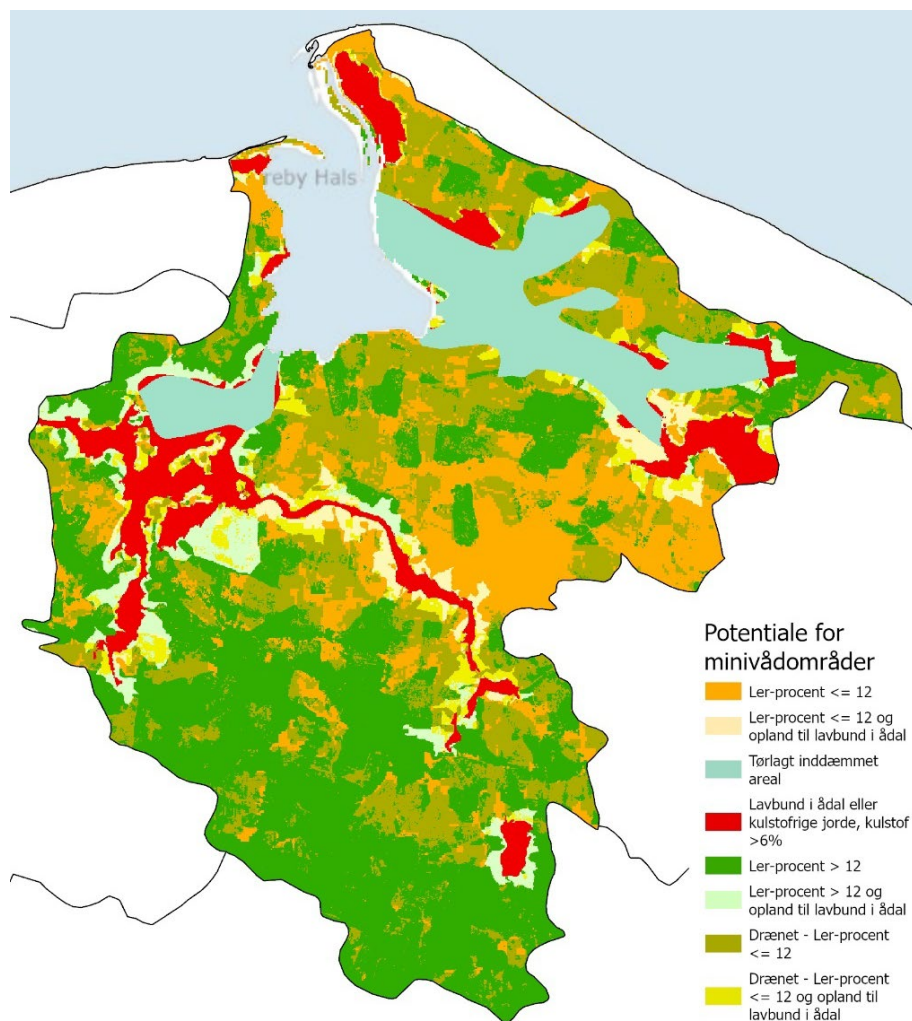 reby Hals
Potentiale for
minivådområder
Ler-procent <= 12
Ler-procent <= 12 og
opland til lavbund i ådal
Tørlagt inddæmmet
areal
Lavbund i ådal eller
kulstofrige jorde, kulstof
>6%
Ler-procent > 12
Ler-procent > 12 og
opland til lavbund i ådal
Drænet - Ler-procent
<= 12
Drænet - Ler-procent
<= 12 og opland til
lavbund i ådal